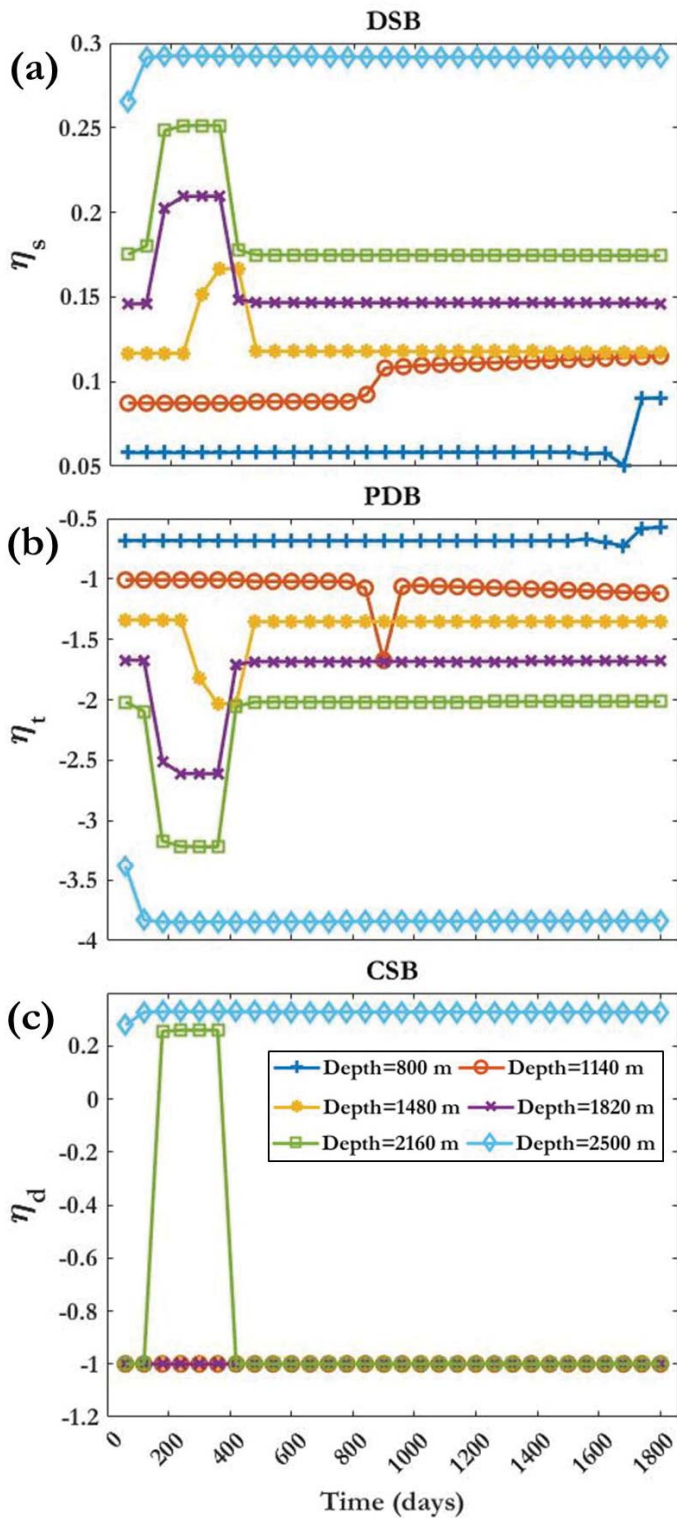 DSB
(a)
0.3
0.25
0.2
0.15
0.1
0.05
ηs
PDB
(b)
-0.5
-1
-1.5
-2
-2.5
-3
-3.5
-4
ηt
CSB
(c)
0.2
0
-0.2
-0.4
-0.6
-0.8
-1
-1.2
ηd
Depth=800 m Depth=1140 m
Depth=1480 m Depth=1820 m
Depth=2160 m Depth=2500 m
0 200 400 600 800 1000 1200 1400 1600 1800
Time (days)